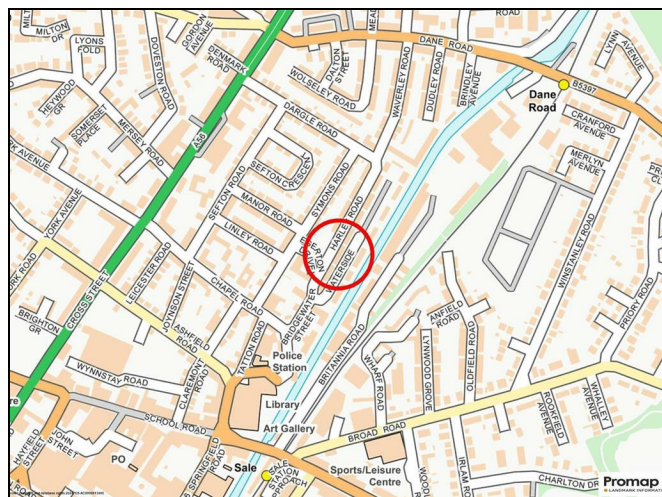 MILTON DR
LYONS FOLD
DOVESTON ROAD
GORDON AVENUE
DENMARK ROAD
DALTON STREET
WOLSELEY ROAD
DANE ROAD
WAVERLEY ROAD
DUDLEY ROAD
BRINDLEY AVENUE
LYNN AVENUE
B5397
Dane Road
CRANFORD AVENUE
MERLYN AVENUE
HEYWOOD GR
SOMERSET PLACE
MERSEY ROAD
A56
DARGLE ROAD
SEFTON CRESCENT
SYMONS ROAD
MANOR ROAD
SEFTON ROAD
LINLEY ROAD
EGERTON DRIVE
WATERSIDE
YORK AVENUE
LEICESTER ROAD
CROSS STREET
JOYNSON STREET
CHAPEL ROAD
BRIDGEWATER STREET
BRITANNIA ROAD
WINSTANLEY ROAD
PRIORY ROAD
ANFIELD ROAD
OLDFIELD ROAD
LYNWOOD GROVE
WHARF ROAD
BRIGHTON GR
ASHFIELD ROAD
TATTON ROAD
CLAREMONT ROAD
WYNNSTAY ROAD
Police Station
Library
Art Gallery
SCHOOL ROAD
BROAD ROAD
ROOKFIELD AVENUE
WHALLEY AVENUE
HAYFIELD STREET
JOHN STREET
PO
SPRINGFIELD ROAD
Sale
Sports/Leisure Centre
IRLAM ROAD
CHARLTON DR
Promap
LANDMARK INFORMATION